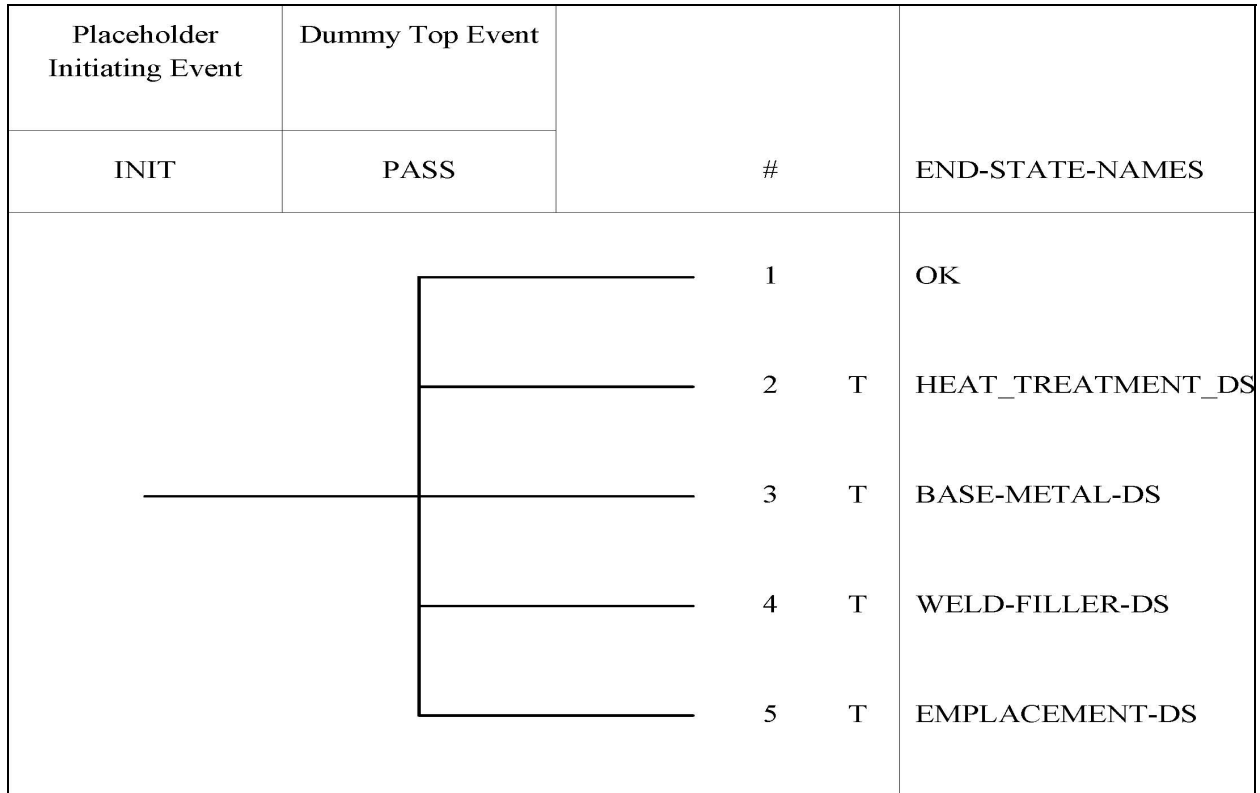 Placeholder
Initiating Event
Dummy Top Event
INIT PASS # END-STATE-NAMES
1 OK
2 T HEAT_TREATMENT_DS
3 T BASE-METAL-DS
4 T WELD-FILLER-DS
5 T EMPLACEMENT-DS